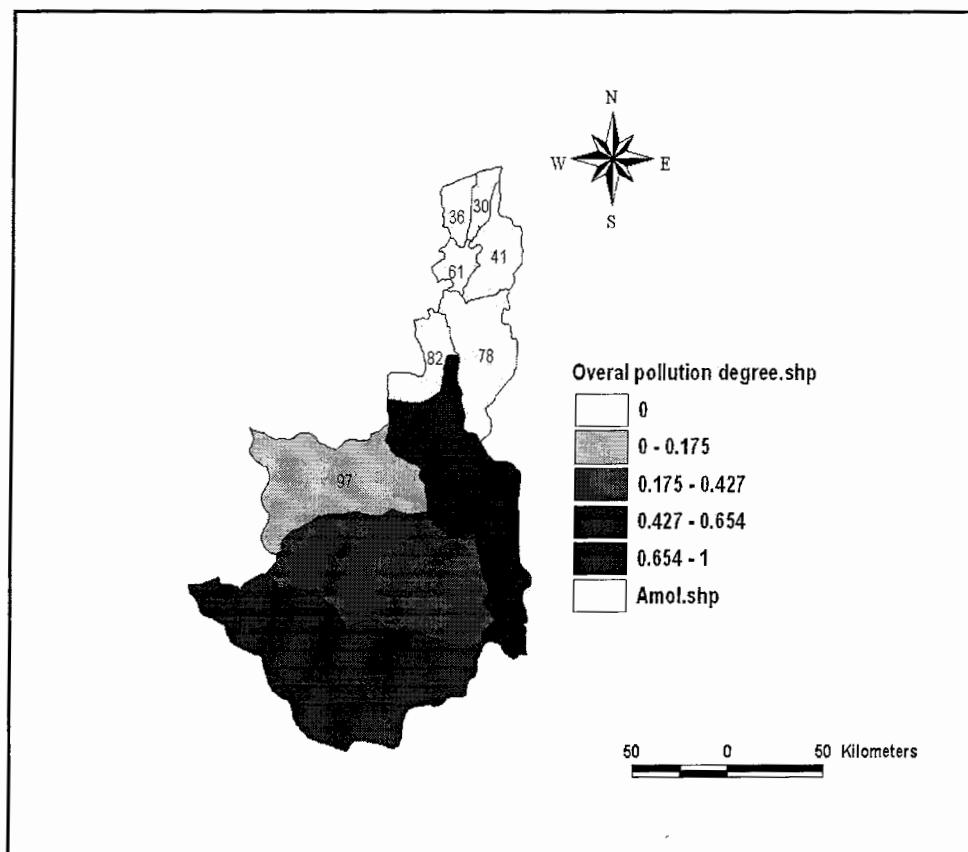 N
W E
S
36
30
41
61
82
78
97
Overal pollution degree.shp
0
0 - 0.175
0.175 - 0.427
0.427 - 0.654
0.654 - 1
Amol.shp
50 0 50 Kilometers